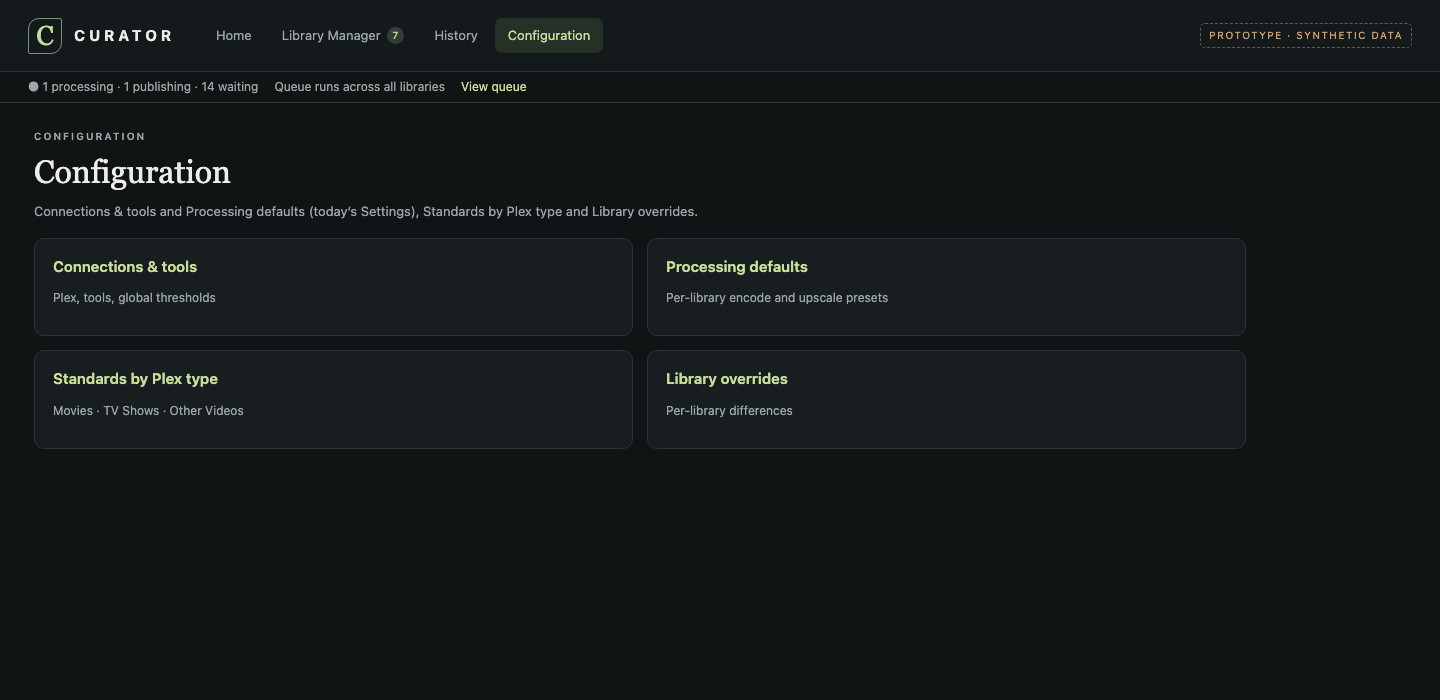 C CURATOR Home Library Manager 7 History Configuration PROTOTYPE · SYNTHETIC DATA
1 processing · 1 publishing · 14 waiting Queue runs across all libraries View queue
CONFIGURATION
Configuration
Connections & tools and Processing defaults (today's Settings), Standards by Plex type and Library overrides.
Connections & tools
Plex, tools, global thresholds
Processing defaults
Per-library encode and upscale presets
Standards by Plex type
Movies · TV Shows · Other Videos
Library overrides
Per-library differences